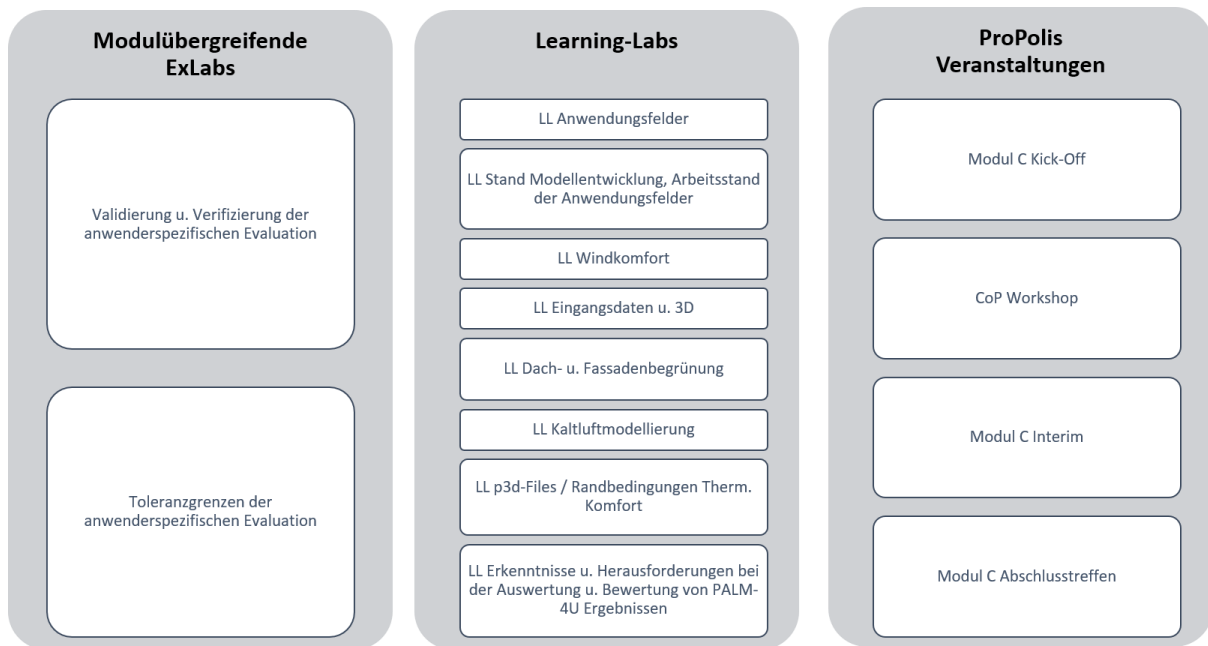 Modulübergreifende
ExLabs
Validierung u. Verifizierung der
anwenderspezifischen Evaluation
Toleranzgrenzen der
anwenderspezifischen Evaluation
Learning-Labs
LL Anwendungsfelder
LL Stand Modellentwicklung, Arbeitsstand
der Anwendungsfelder
LL Windkomfort
LL Eingangsdaten u. 3D
LL Dach- u. Fassadenbegrünung
LL Kaltluftmodellierung
LL p3d-Files / Randbedingungen Therm.
Komfort
LL Erkenntnisse u. Herausforderungen bei
der Auswertung u. Bewertung von PALM-
4U Ergebnissen
ProPolis
Veranstaltungen
Modul C Kick-Off
CoP Workshop
Modul C Interim
Modul C Abschlusstreffen